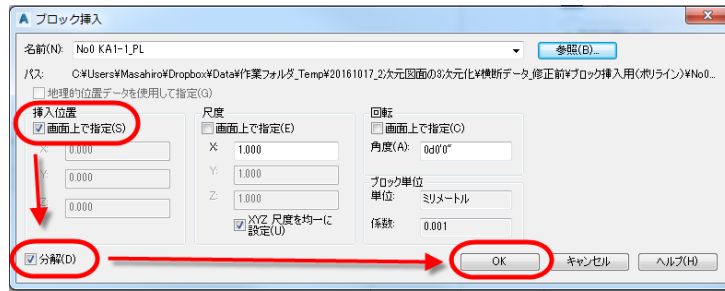 ブロック挿入
名前(N): No0 KA1-1_PL 参照(B)...
パス: C:¥Users¥Masahiro¥Dropbox¥Data¥作業フォルダ_Temp¥20161017_2次元図面の3次元化¥横断データ_修正前¥ブロック挿入用(ポリライン)¥No0...
地理的位置データを使用して指定(G)
挿入位置 尺度 回転
画面上で指定(S) 画面上で指定(E) 画面上で指定(C)
X: 0.000 X: 1.000 角度(A): 0d0'0"
Y: 0.000 Y: 1.000 ブロック単位
Z: 0.000 Z: 1.000 単位: ミリメートル
XYZ 尺度を均一に
設定(U) 係数: 0.001
分解(D) OK キャンセル ヘルプ(H)